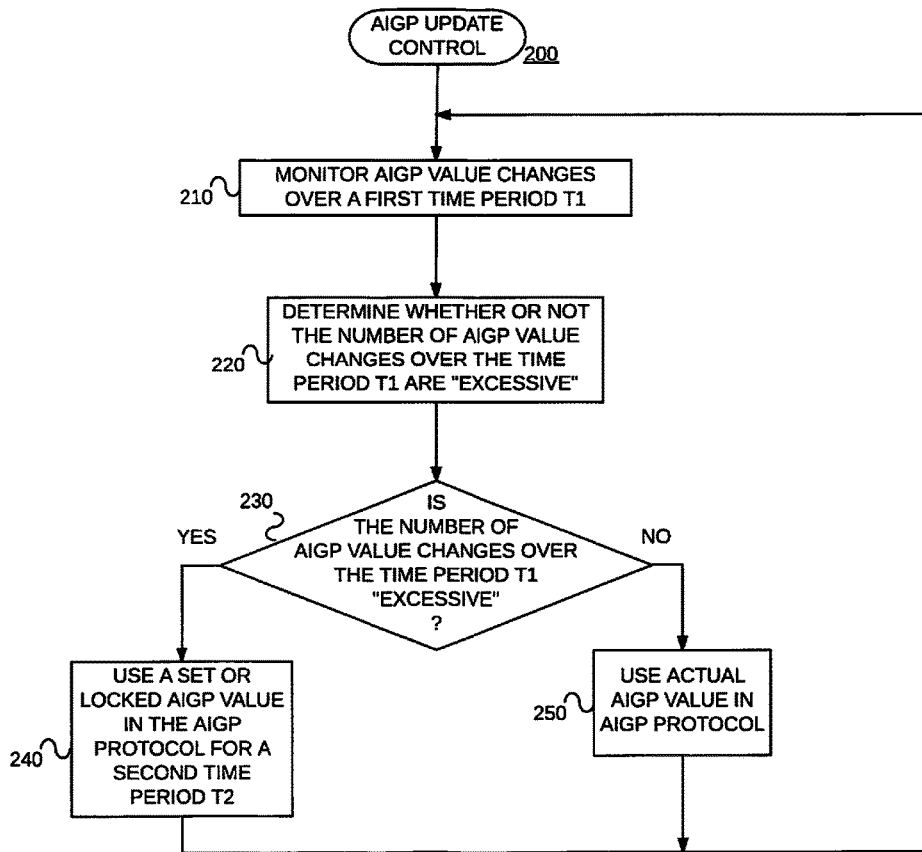 AIGP UPDATE
CONTROL
200
MONITOR AIGP VALUE CHANGES
OVER A FIRST TIME PERIOD T1
210
DETERMINE WHETHER OR NOT
THE NUMBER OF AIGP VALUE
CHANGES OVER THE TIME
PERIOD T1 ARE "EXCESSIVE"
220
230
IS
THE NUMBER OF
AIGP VALUE CHANGES OVER
THE TIME PERIOD T1
"EXCESSIVE"
?
YES
NO
USE A SET OR
LOCKED AIGP VALUE
IN THE AIGP
PROTOCOL FOR A
SECOND TIME
PERIOD T2
240
USE ACTUAL
AIGP VALUE IN
AIGP PROTOCOL
250